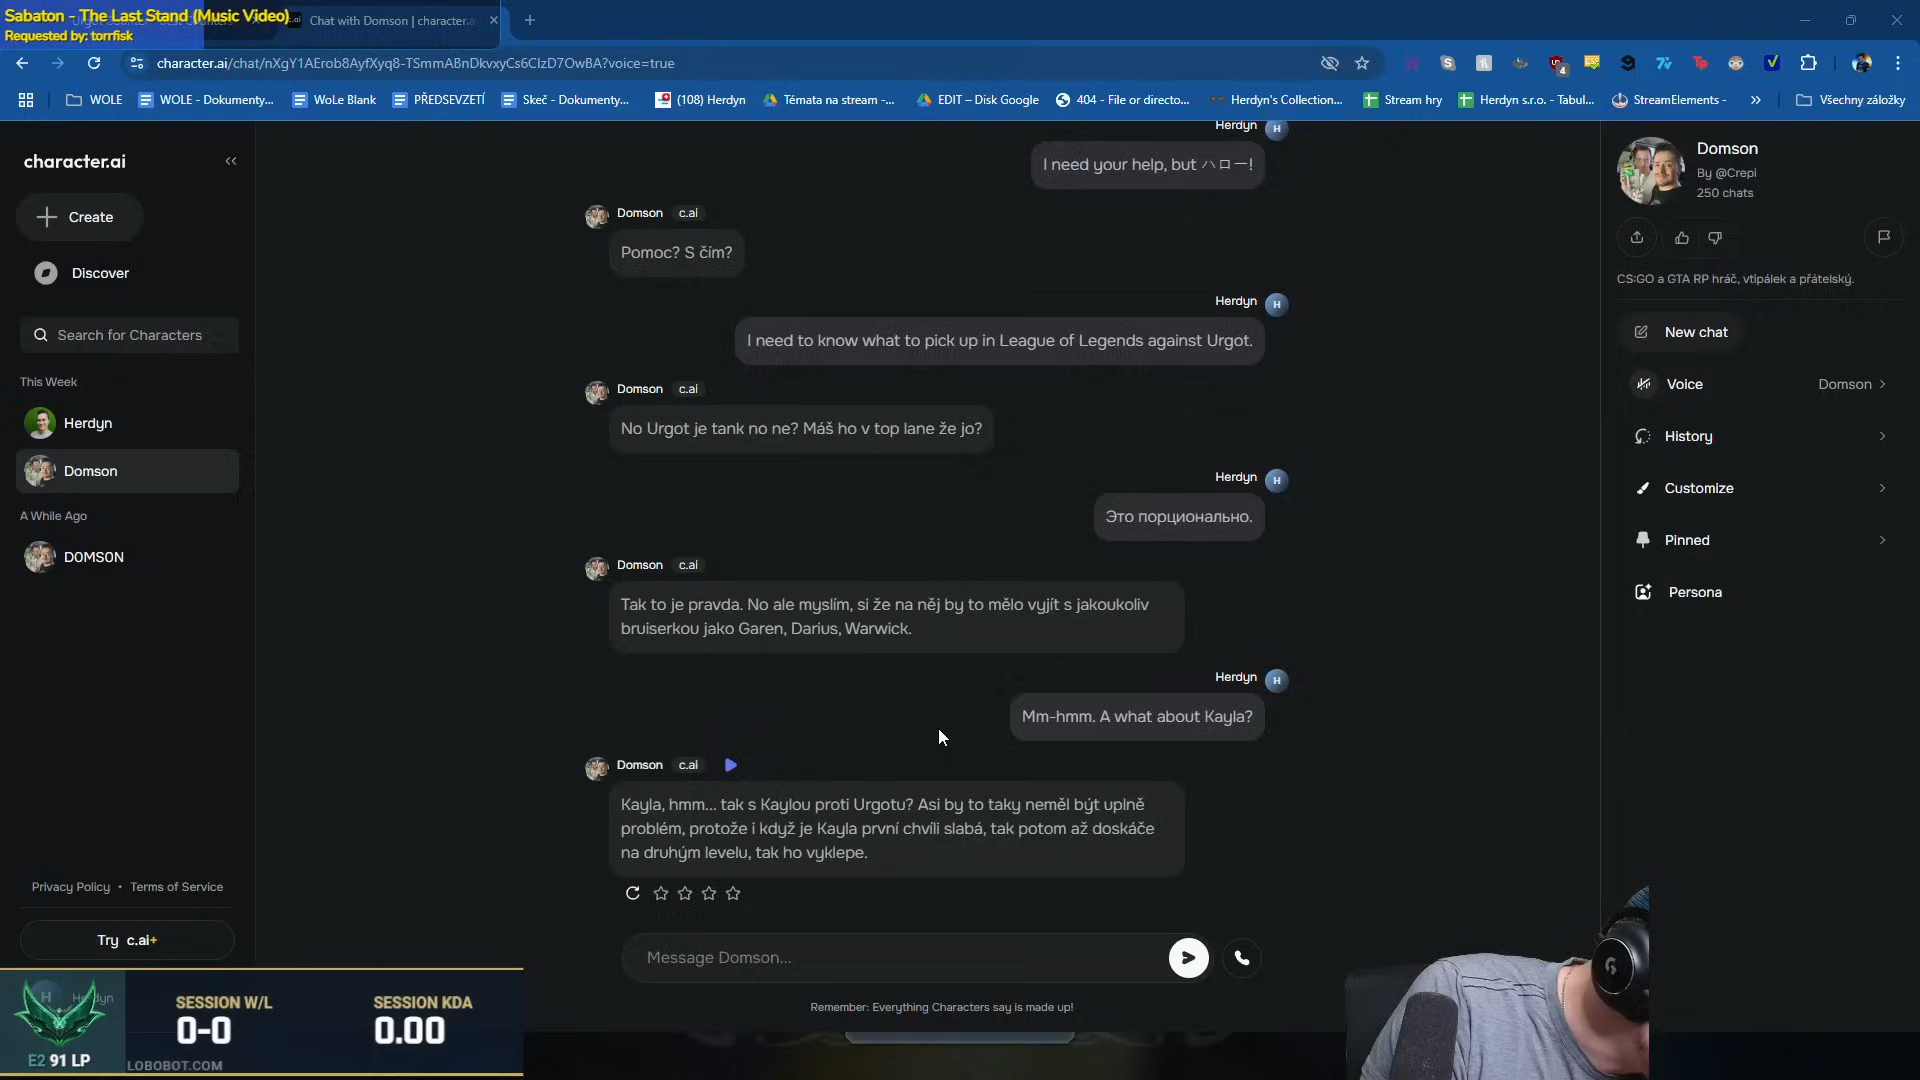 Sabaton - The Last Stand (Music Video)
Requested by: torrfisk
Chat with Domson | character.a
character.ai/chat/nXgY1AErob8AyfXyq8-TSmmABnDkvxyCs6CIzD7OwBA?voice=true
WOLE
WOLE - Dokumenty...
WoLe Blank
PŘEDSEVZETÍ
Skeč - Dokumenty...
(108) Herdyn
Témata na stream -...
EDIT – Disk Google
404 - File or directo...
Herdyn's Collection...
Stream hry
Herdyn s.r.o. - Tabul...
StreamElements -
Všechny záložky
character.ai
Create
Discover
Search for Characters
This Week
Herdyn
Domson
A While Ago
DOMSON
Privacy Policy • Terms of Service
Try c.ai+
Herdyn
I need your help, but ハロー!
Domson c.ai
Pomoc? S čím?
Herdyn
I need to know what to pick up in League of Legends against Urgot.
Domson c.ai
No Urgot je tank no ne? Máš ho v top lane že jo?
Herdyn
Это порционально.
Domson c.ai
Tak to je pravda. No ale myslím, si že na něj by to mělo vyjít s jakoukoliv
bruiserkou jako Garen, Darius, Warwick.
Herdyn
Mm-hmm. A what about Kayla?
Domson c.ai
Kayla, hmm... tak s Kaylou proti Urgotu? Asi by to taky neměl být uplně
problém, protože i když je Kayla první chvíli slabá, tak potom až doskáče
na druhým levelu, tak ho vyklepe.
Message Domson...
Remember: Everything Characters say is made up!
Domson
By @Crepl
250 chats
CS:GO a GTA RP hráč, vtipálek a přátelský.
New chat
Voice Domson
History
Customize
Pinned
Persona
SESSION W/L
0-0
SESSION KDA
0.00
E2 91 LP
LOBOBOT.COM